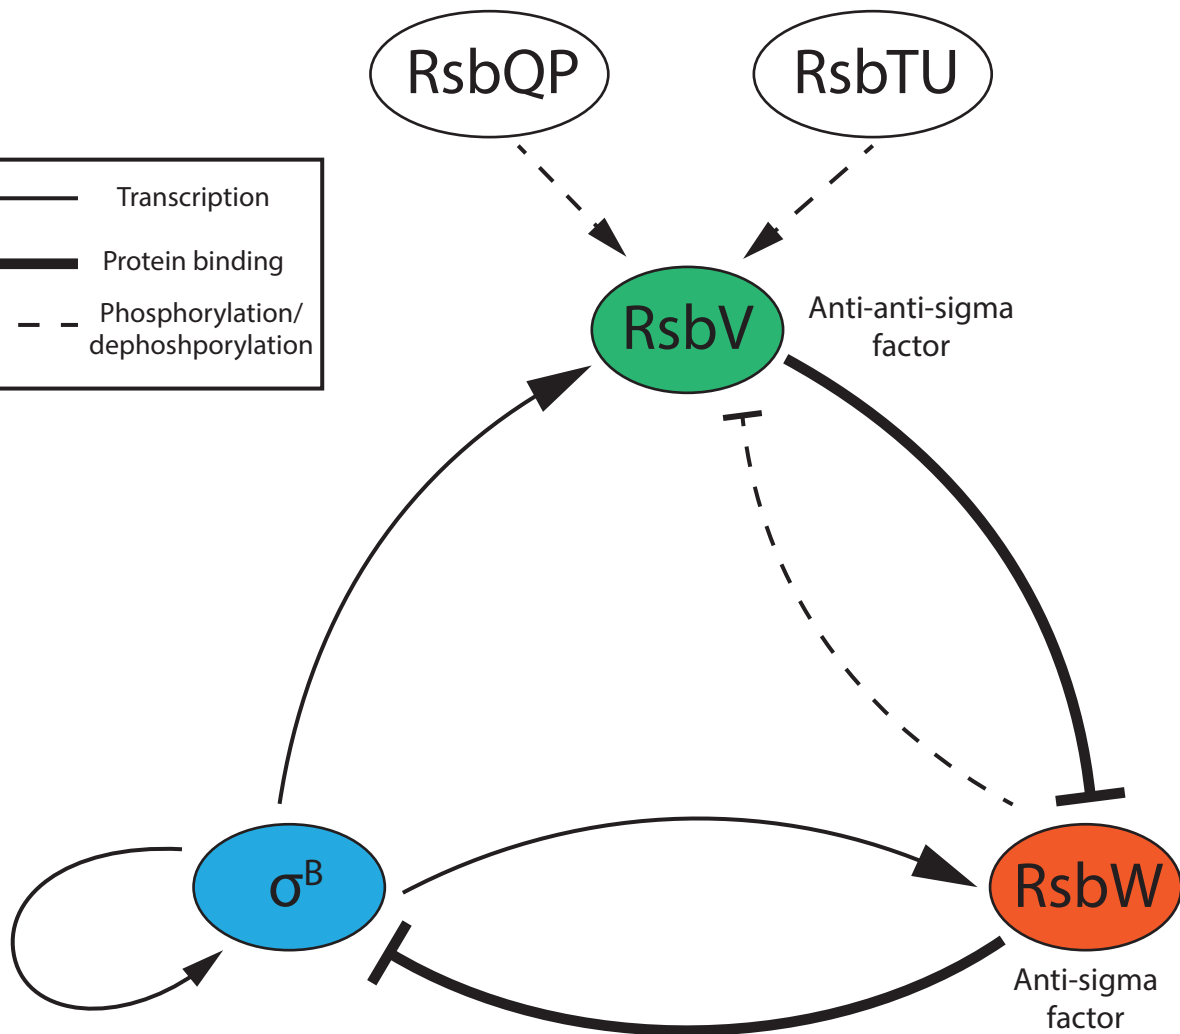 RsbQP
RsbTU
Transcription
Protein binding
Phosphorylation/
dephoshporylation
RsbV
Anti-anti-sigma
factor
σᴮ
RsbW
Anti-sigma
factor